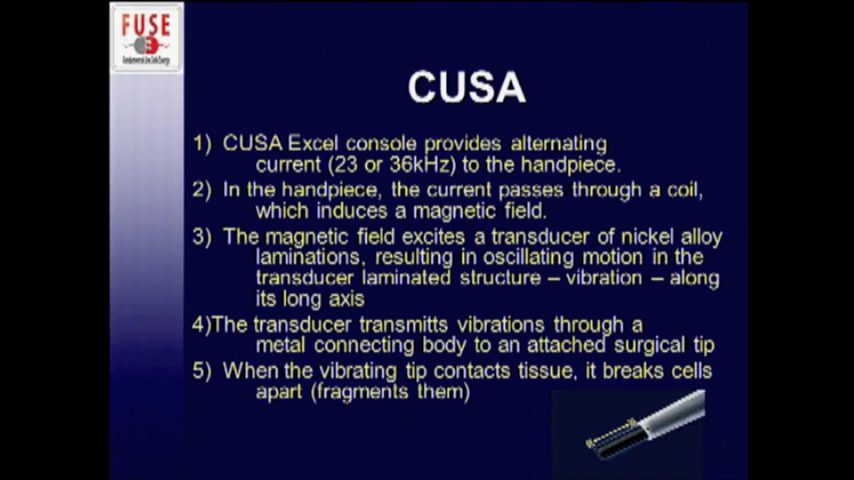 FUSE
CUSA
1) CUSA Excel console provides alternating
current (23 or 36kHz) to the handpiece.
2) In the handpiece, the current passes through a coil,
which induces a magnetic field.
3) The magnetic field excites a transducer of nickel alloy
laminations, resulting in oscillating motion in the
transducer laminated structure – vibration – along
its long axis
4)The transducer transmitts vibrations through a
metal connecting body to an attached surgical tip
5) When the vibrating tip contacts tissue, it breaks cells
apart (fragments them)